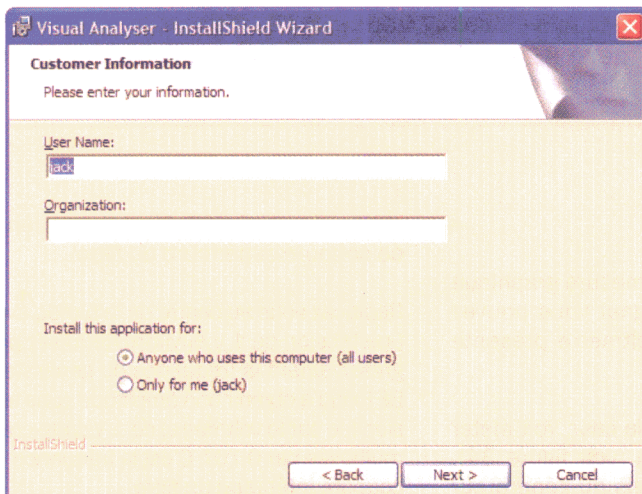 Visual Analyser - InstallShield Wizard
Customer Information
Please enter your information.
User Name:
jack
Organization:
Install this application for:
Anyone who uses this computer (all users)
Only for me (jack)
InstallShield
< Back Next > Cancel